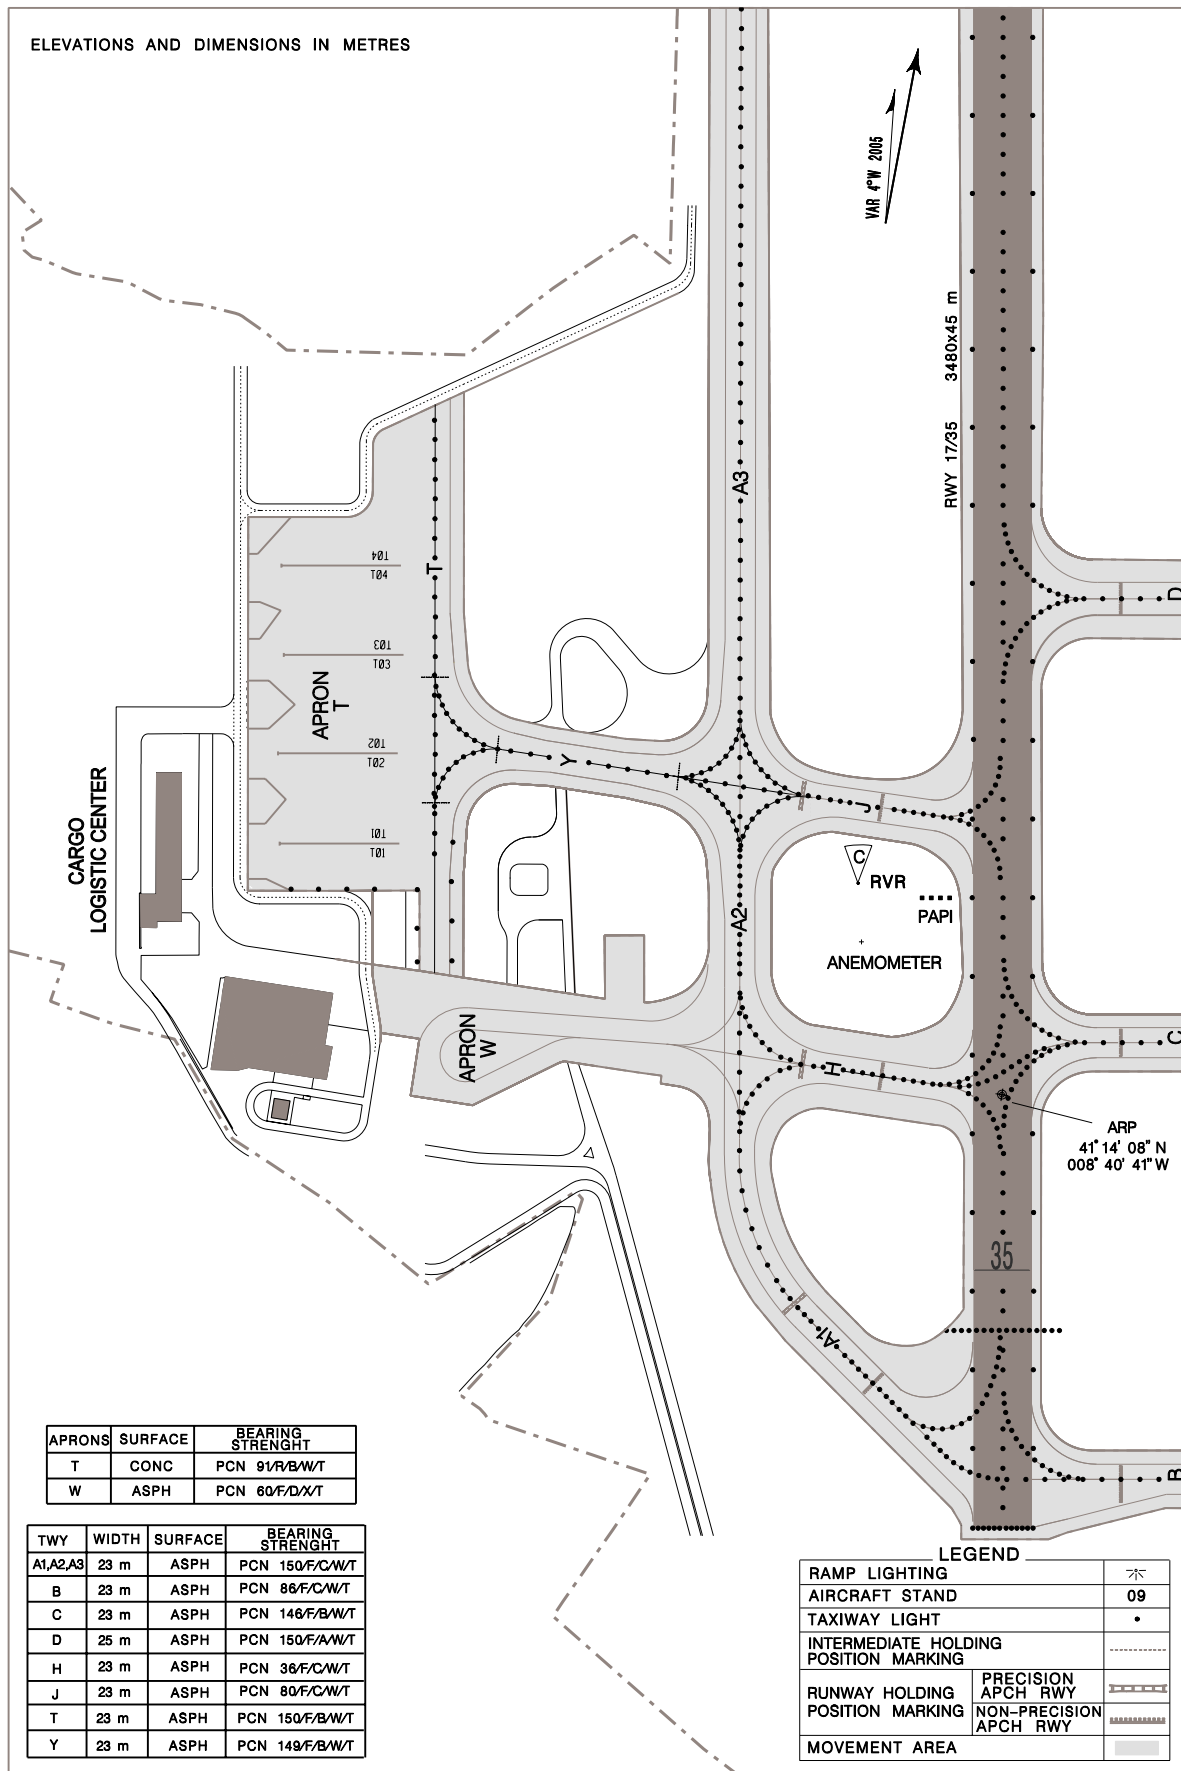 ELEVATIONS AND DIMENSIONS IN METRES
VAR 4°W 2005
RWY 17/35 3480x45 m
A3
T
T04
T04
T03
T03
APRON
T
T02
T02
T01
T01
D
Y
J
C
RVR
PAPI
A2
ANEMOMETER
CARGO
LOGISTIC CENTER
APRON
W
H
C
ARP
41° 14' 08" N
008° 40' 41" W
35
A1
B
APRONS SURFACE BEARING STRENGHT
T CONC PCN 91/R/B/W/T
W ASPH PCN 60/F/D/X/T
TWY WIDTH SURFACE BEARING STRENGHT
A1,A2,A3 23 m ASPH PCN 150/F/C/W/T
B 23 m ASPH PCN 86/F/C/W/T
C 23 m ASPH PCN 146/F/B/W/T
D 25 m ASPH PCN 150/F/A/W/T
H 23 m ASPH PCN 36/F/C/W/T
J 23 m ASPH PCN 80/F/C/W/T
T 23 m ASPH PCN 150/F/B/W/T
Y 23 m ASPH PCN 149/F/B/W/T
LEGEND
RAMP LIGHTING
AIRCRAFT STAND 09
TAXIWAY LIGHT
INTERMEDIATE HOLDING
POSITION MARKING
RUNWAY HOLDING
POSITION MARKING
PRECISION
APCH RWY
NON-PRECISION
APCH RWY
MOVEMENT AREA